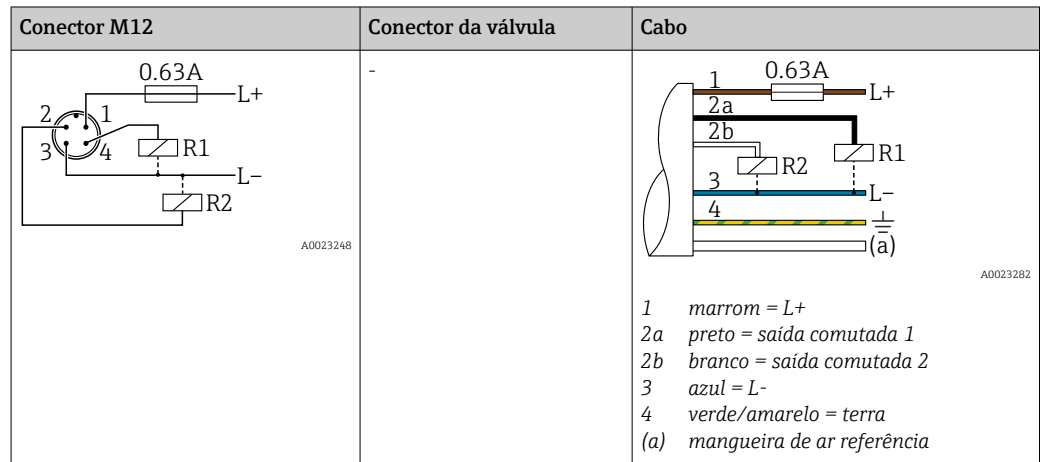 Conector M12 Conector da válvula Cabo
0.63A
L+
2 1
3 4
R1
L−
R2
A0023248
-
1 0.63A
L+
2a
2b
R1
R2
3
L−
4
(a)
A0023282
1 marrom = L+
2a preto = saída comutada 1
2b branco = saída comutada 2
3 azul = L-
4 verde/amarelo = terra
(a) mangueira de ar referência